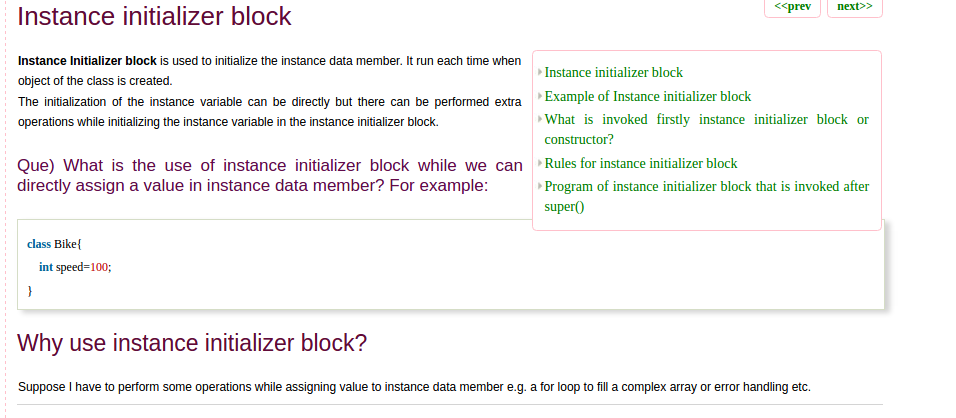 Instance initializer block
<<prev next>>
Instance Initializer block is used to initialize the instance data member. It run each time when
object of the class is created.
The initialization of the instance variable can be directly but there can be performed extra
operations while initializing the instance variable in the instance initializer block.
Instance initializer block
Example of Instance initializer block
What is invoked firstly instance initializer block or
constructor?
Rules for instance initializer block
Program of instance initializer block that is invoked after
super()
Que) What is the use of instance initializer block while we can
directly assign a value in instance data member? For example:
class Bike{
int speed=100;
}
Why use instance initializer block?
Suppose I have to perform some operations while assigning value to instance data member e.g. a for loop to fill a complex array or error handling etc.